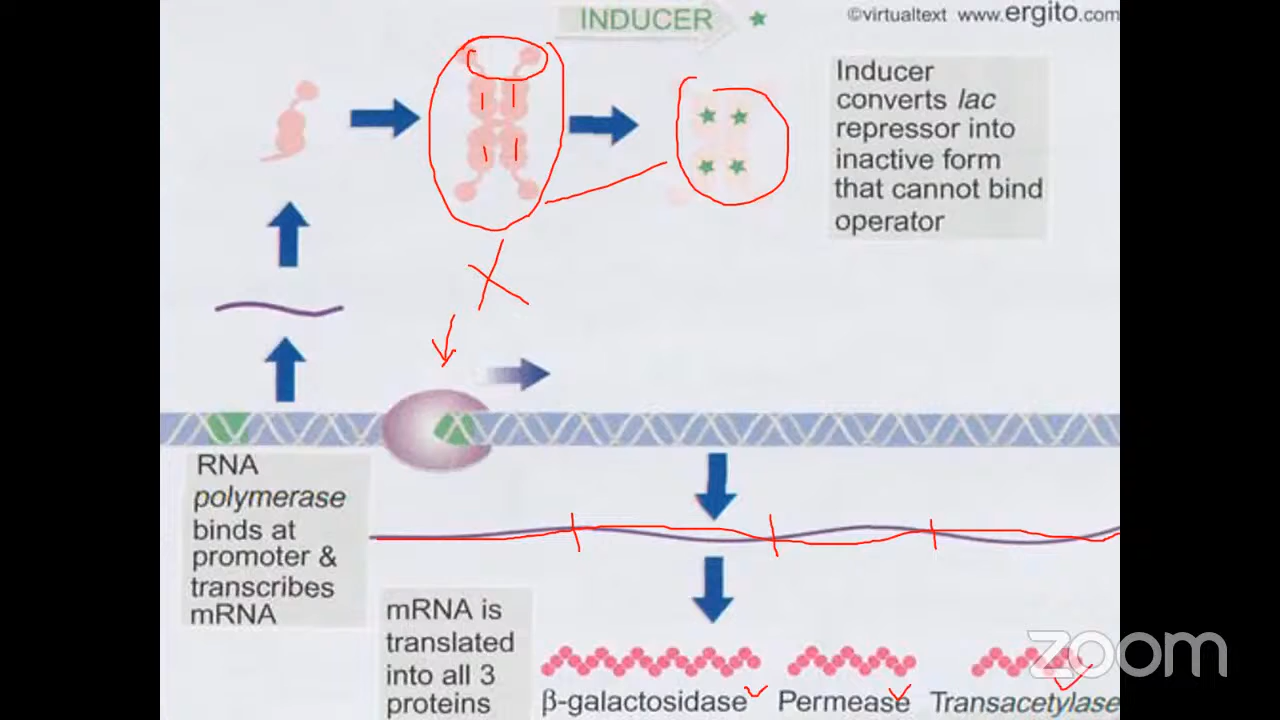 INDUCER
©virtualtext www.ergito.com
Inducer
converts lac
repressor into
inactive form
that cannot bind
operator
RNA
polymerase
binds at
promoter &
transcribes
mRNA
mRNA is
translated
into all 3
proteins
β-galactosidase
Permease
Transacetylase
zoom